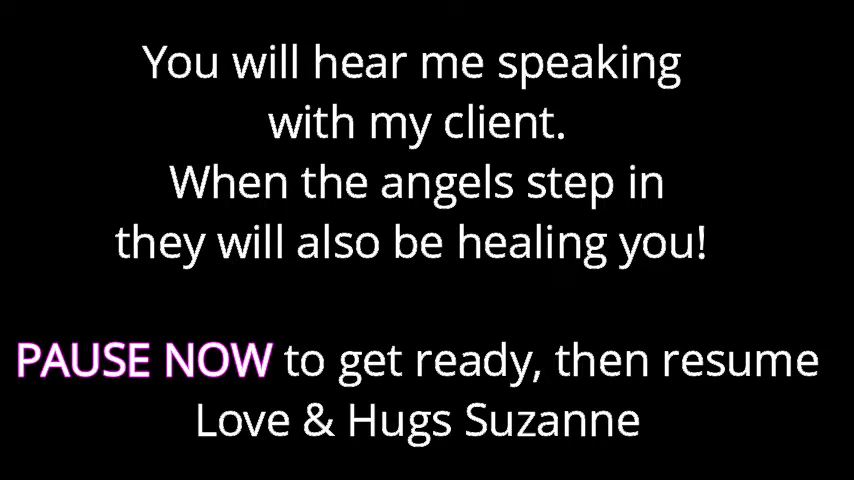 You will hear me speaking
with my client.
When the angels step in
they will also be healing you!
PAUSE NOW to get ready, then resume
Love & Hugs Suzanne